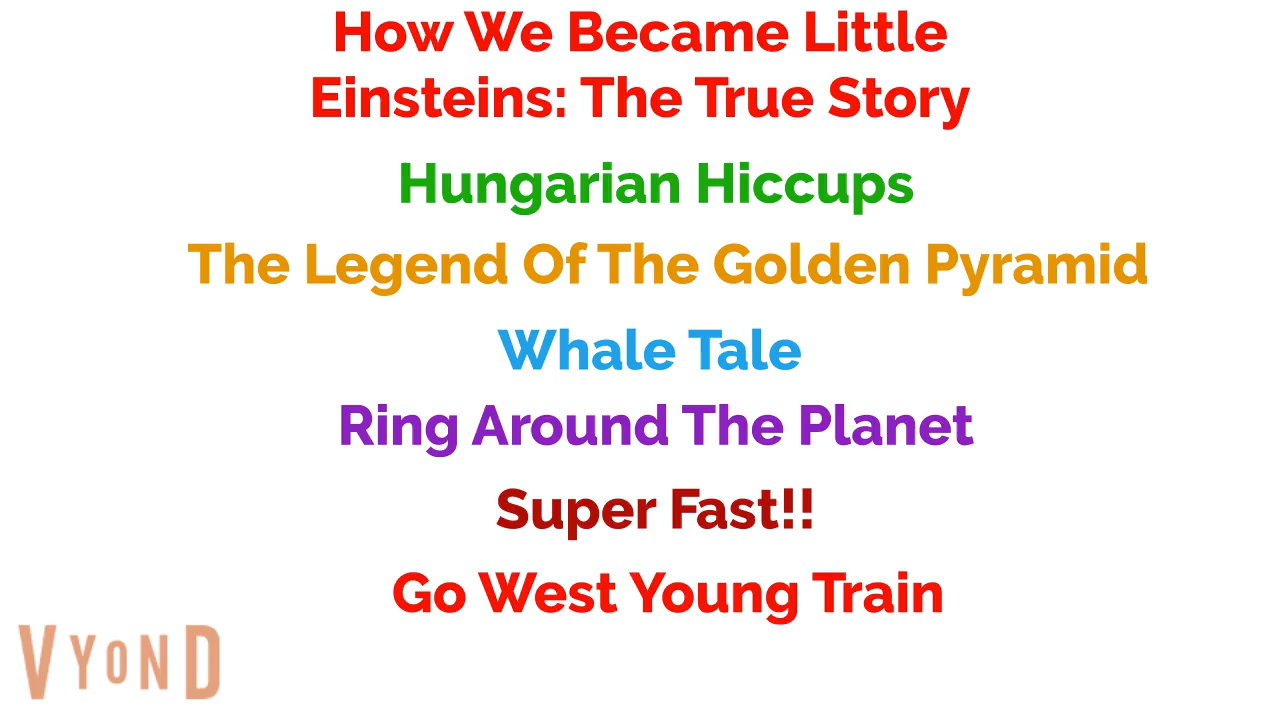 How We Became Little
Einsteins: The True Story
Hungarian Hiccups
The Legend Of The Golden Pyramid
Whale Tale
Ring Around The Planet
Super Fast!!
Go West Young Train
VYOND